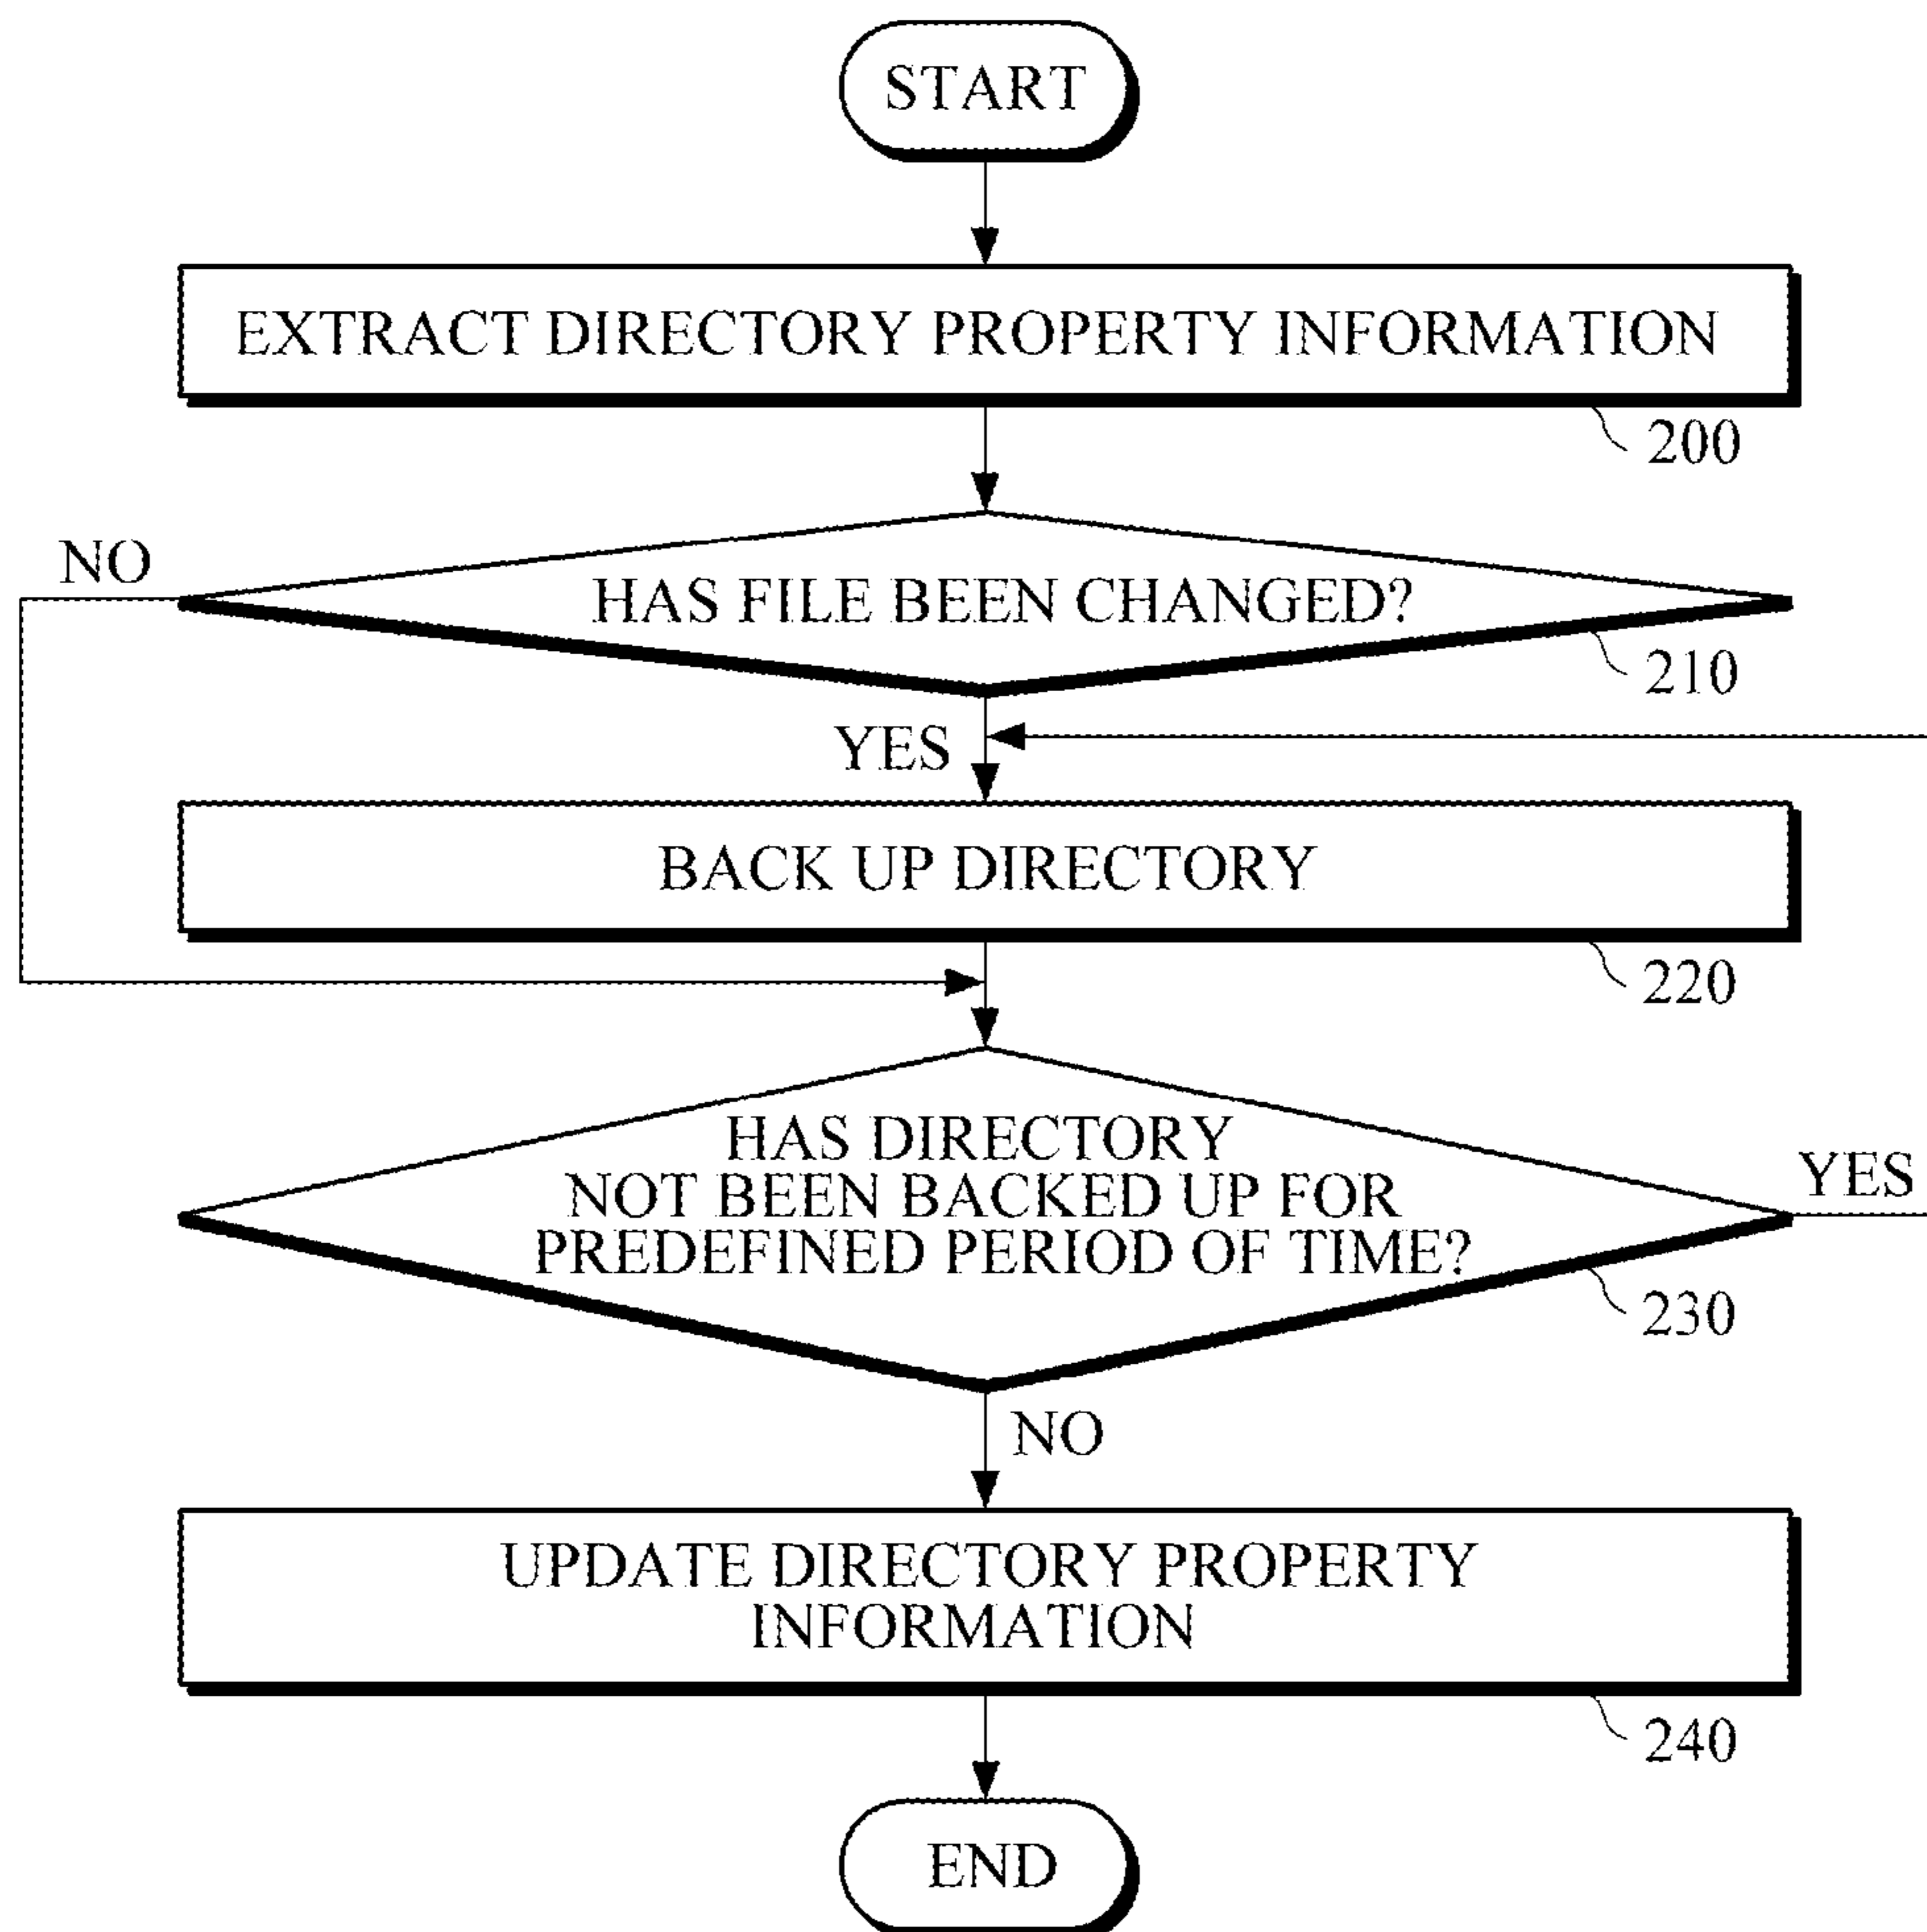 START
EXTRACT DIRECTORY PROPERTY INFORMATION
200
NO
HAS FILE BEEN CHANGED?
210
YES
BACK UP DIRECTORY
220
HAS DIRECTORY
NOT BEEN BACKED UP FOR
PREDEFINED PERIOD OF TIME?
YES
230
NO
UPDATE DIRECTORY PROPERTY
INFORMATION
240
END